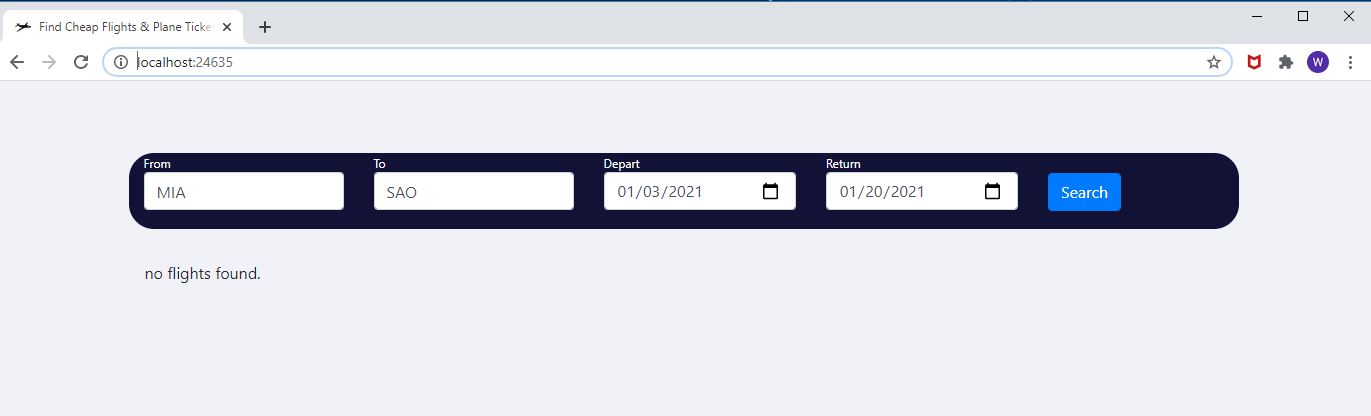 Find Cheap Flights & Plane Ticke
localhost:24635
W
From To Depart Return
MIA SAO 01/03/2021 01/20/2021 Search
no flights found.